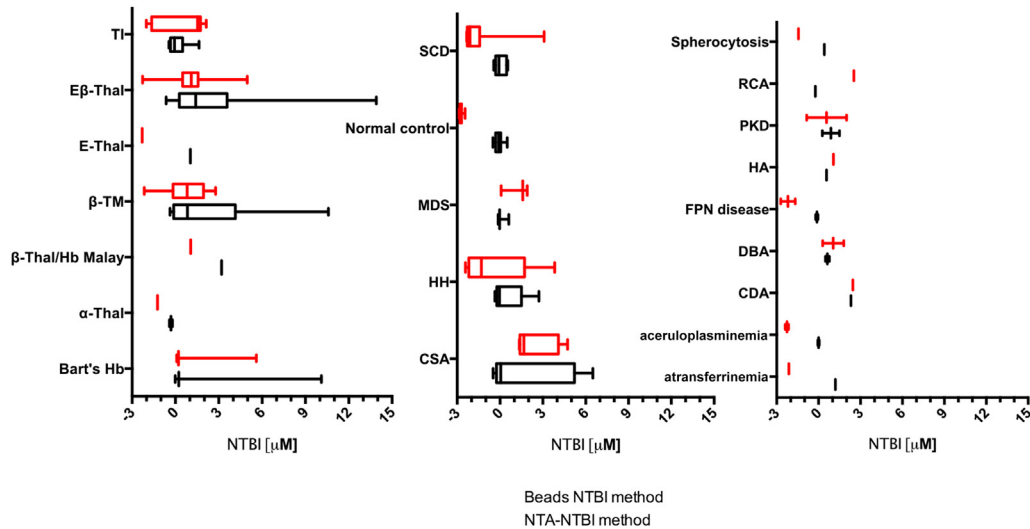 TI
Eβ-Thal
E-Thal
β-TM
β-Thal/Hb Malay
α-Thal
Bart's Hb
-3 0 3 6 9 12 15
NTBI [µM]
SCD
Normal control
MDS
HH
CSA
-3 0 3 6 9 12 15
NTBI [µM]
Spherocytosis
RCA
PKD
HA
FPN disease
DBA
CDA
aceruloplasminemia
atransferrinemia
-3 0 3 6 9 12 15
NTBI [µM]
Beads NTBI method
NTA-NTBI method